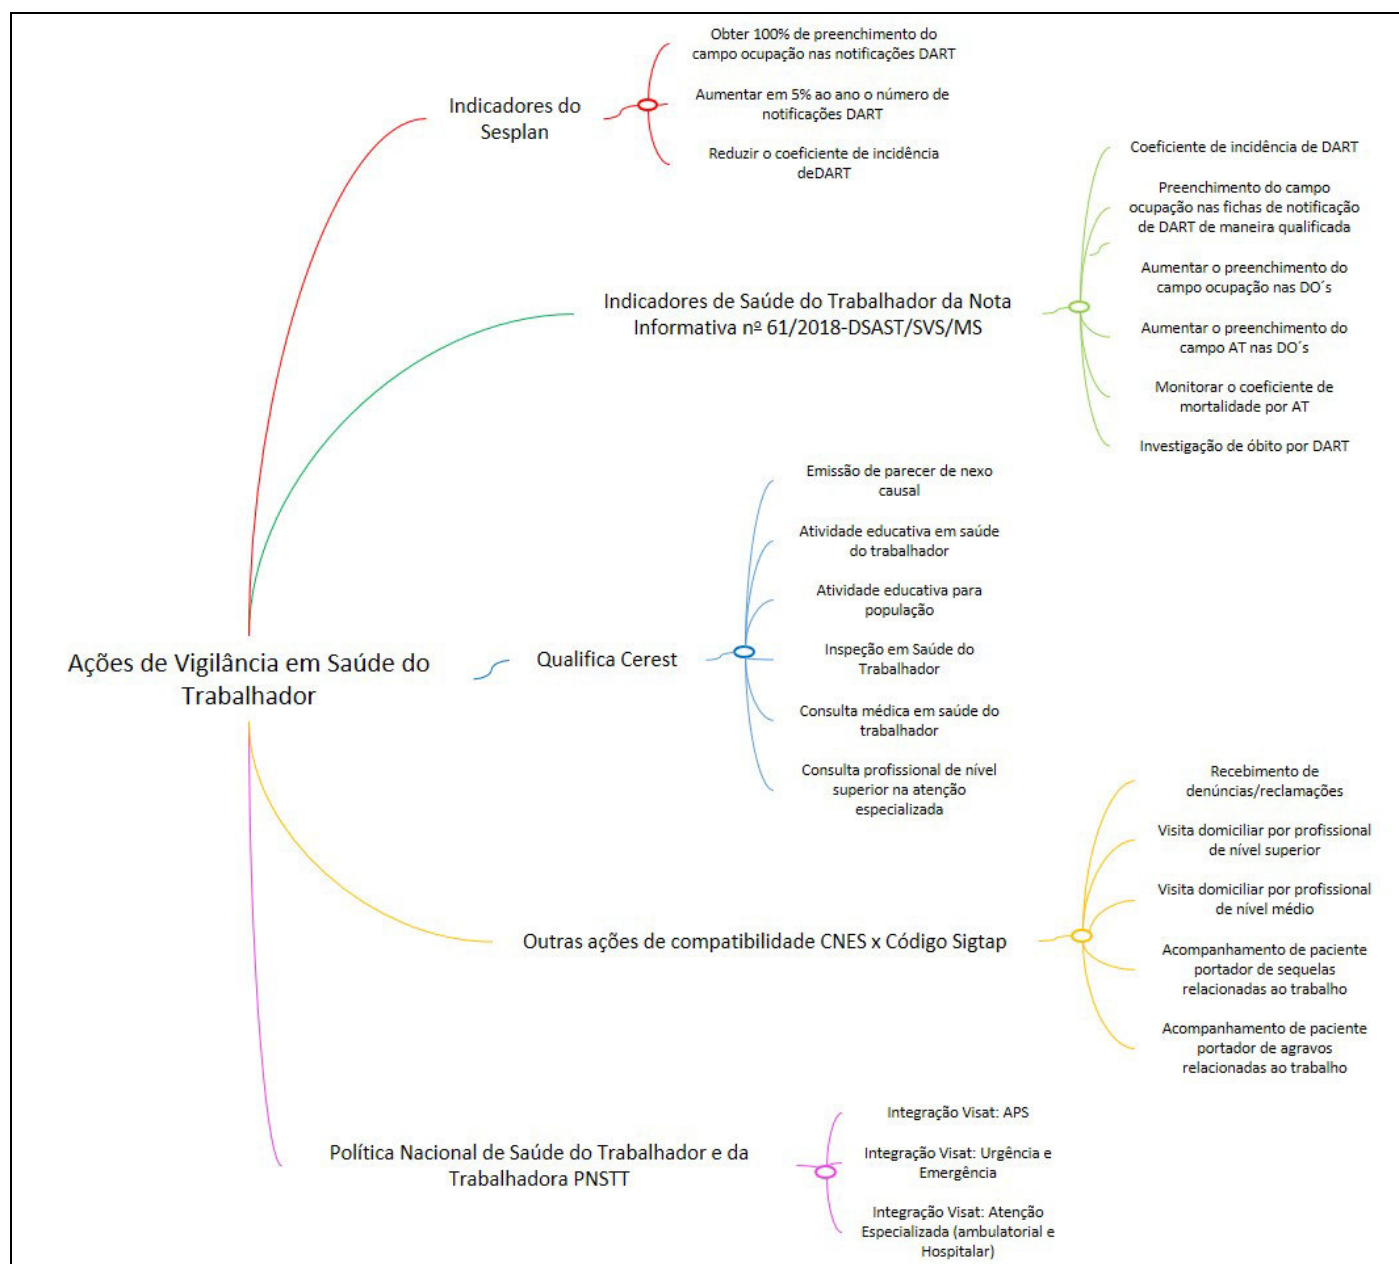 Obter 100% de preenchimento do
campo ocupação nas notificações DART
Indicadores do
Sesplan
Aumentar em 5% ao ano o número de
notificações DART
Reduzir o coeficiente de incidência
deDART
Coeficiente de incidência de DART
Preenchimento do campo
ocupação nas fichas de notificação
de DART de maneira qualificada
Indicadores de Saúde do Trabalhador da Nota
Informativa nº 61/2018-DSAST/SVS/MS
Aumentar o preenchimento do
campo ocupação nas DO´s
Aumentar o preenchimento do
campo AT nas DO´s
Monitorar o coeficiente de
mortalidade por AT
Investigação de óbito por DART
Ações de Vigilância em Saúde do
Trabalhador
Qualifica Cerest
Emissão de parecer de nexo
causal
Atividade educativa em saúde
do trabalhador
Atividade educativa para
população
Inspeção em Saúde do
Trabalhador
Consulta médica em saúde do
trabalhador
Consulta profissional de nível
superior na atenção
especializada
Outras ações de compatibilidade CNES x Código Sigtap
Recebimento de
denúncias/reclamações
Visita domiciliar por profissional
de nível superior
Visita domiciliar por profissional
de nível médio
Acompanhamento de paciente
portador de sequelas
relacionadas ao trabalho
Acompanhamento de paciente
portador de agravos
relacionadas ao trabalho
Política Nacional de Saúde do Trabalhador e da
Trabalhadora PNSTT
Integração Visat: APS
Integração Visat: Urgência e
Emergência
Integração Visat: Atenção
Especializada (ambulatorial e
Hospitalar)